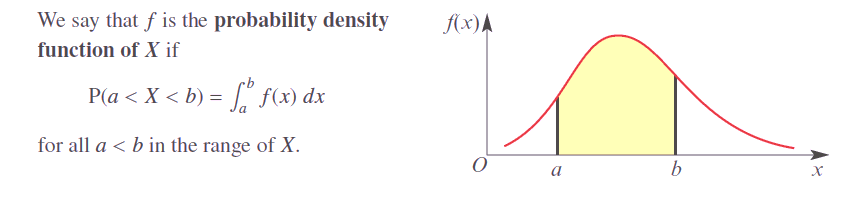 We say that f is the probability density
function of X if
P(a < X < b) = ∫_a^b f(x) dx
for all a < b in the range of X.
f(x)
O
a
b
x